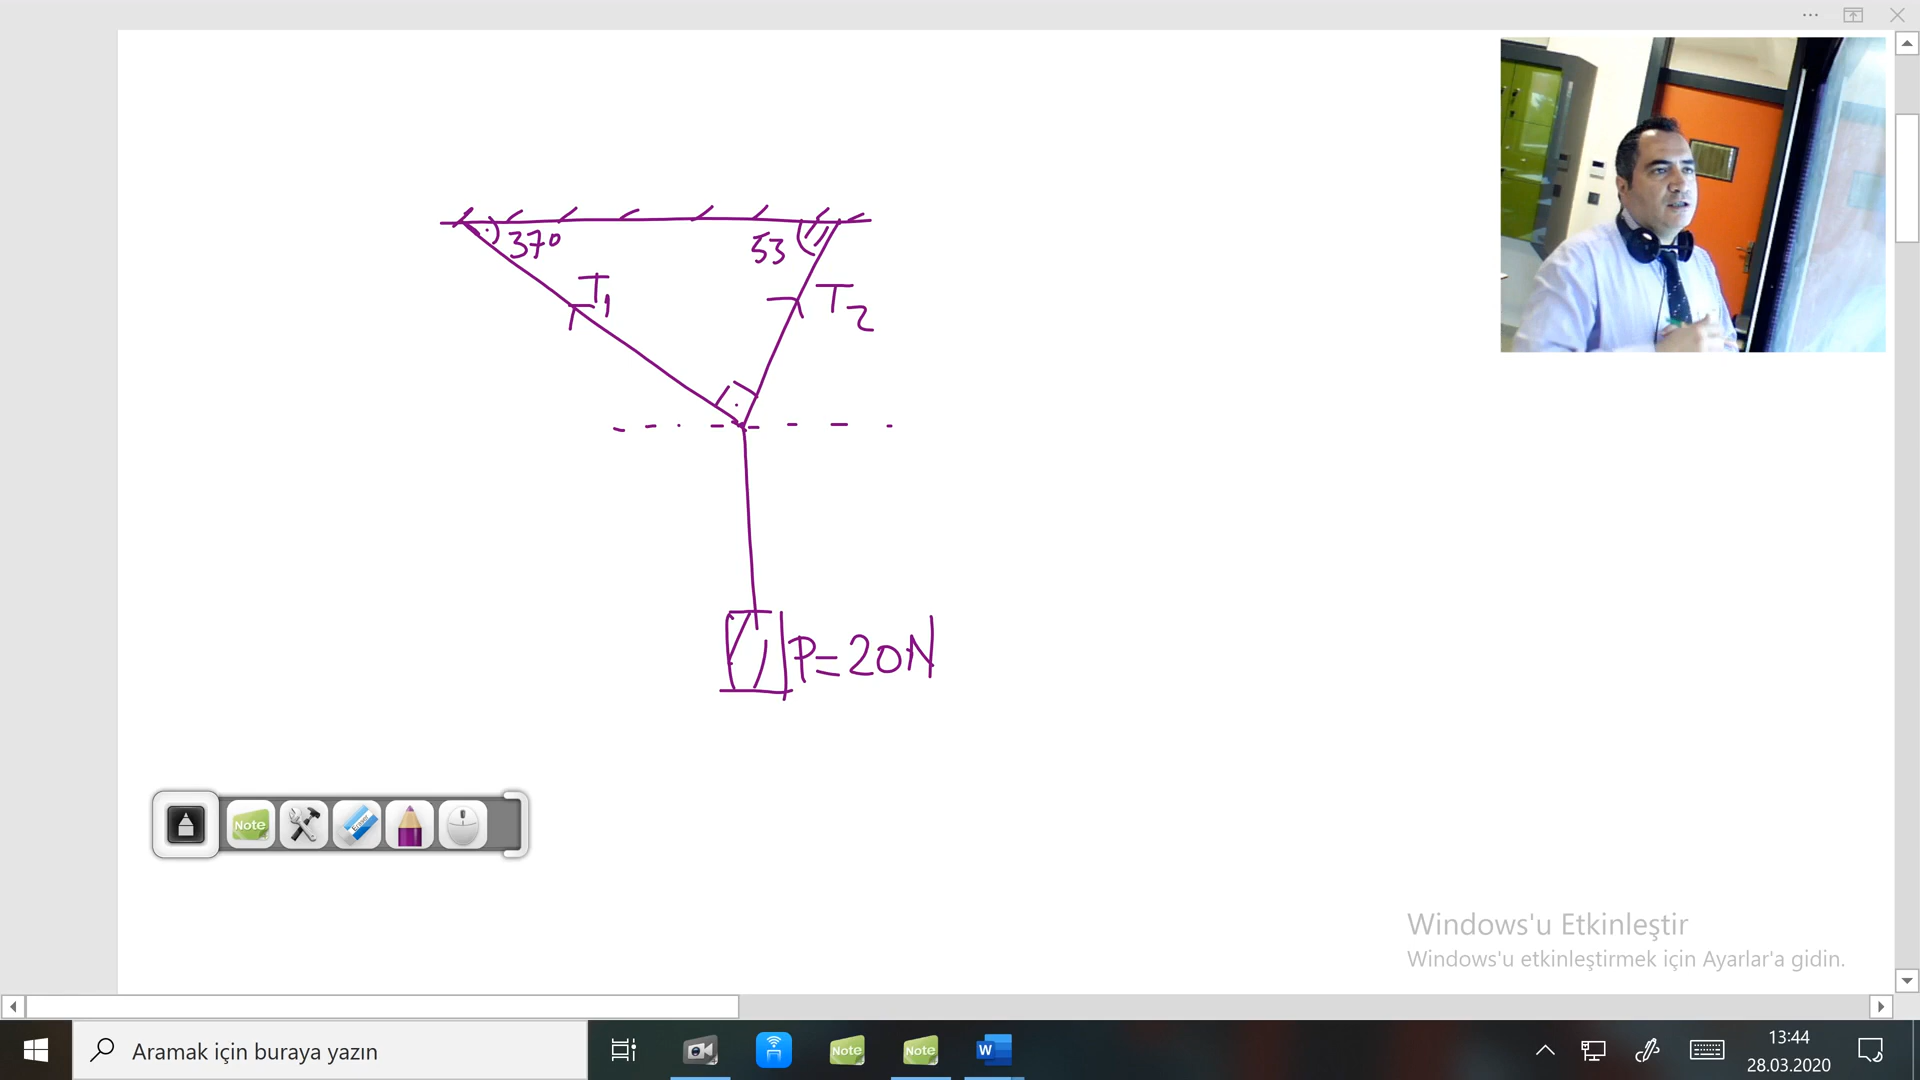 37° 53
T1
T2
P=20N
Note
Eraser
Windows'u Etkinleştir
Windows'u etkinleştirmek için Ayarlar'a gidin.
Aramak için buraya yazın
Note
Note
W
13:44
28.03.2020